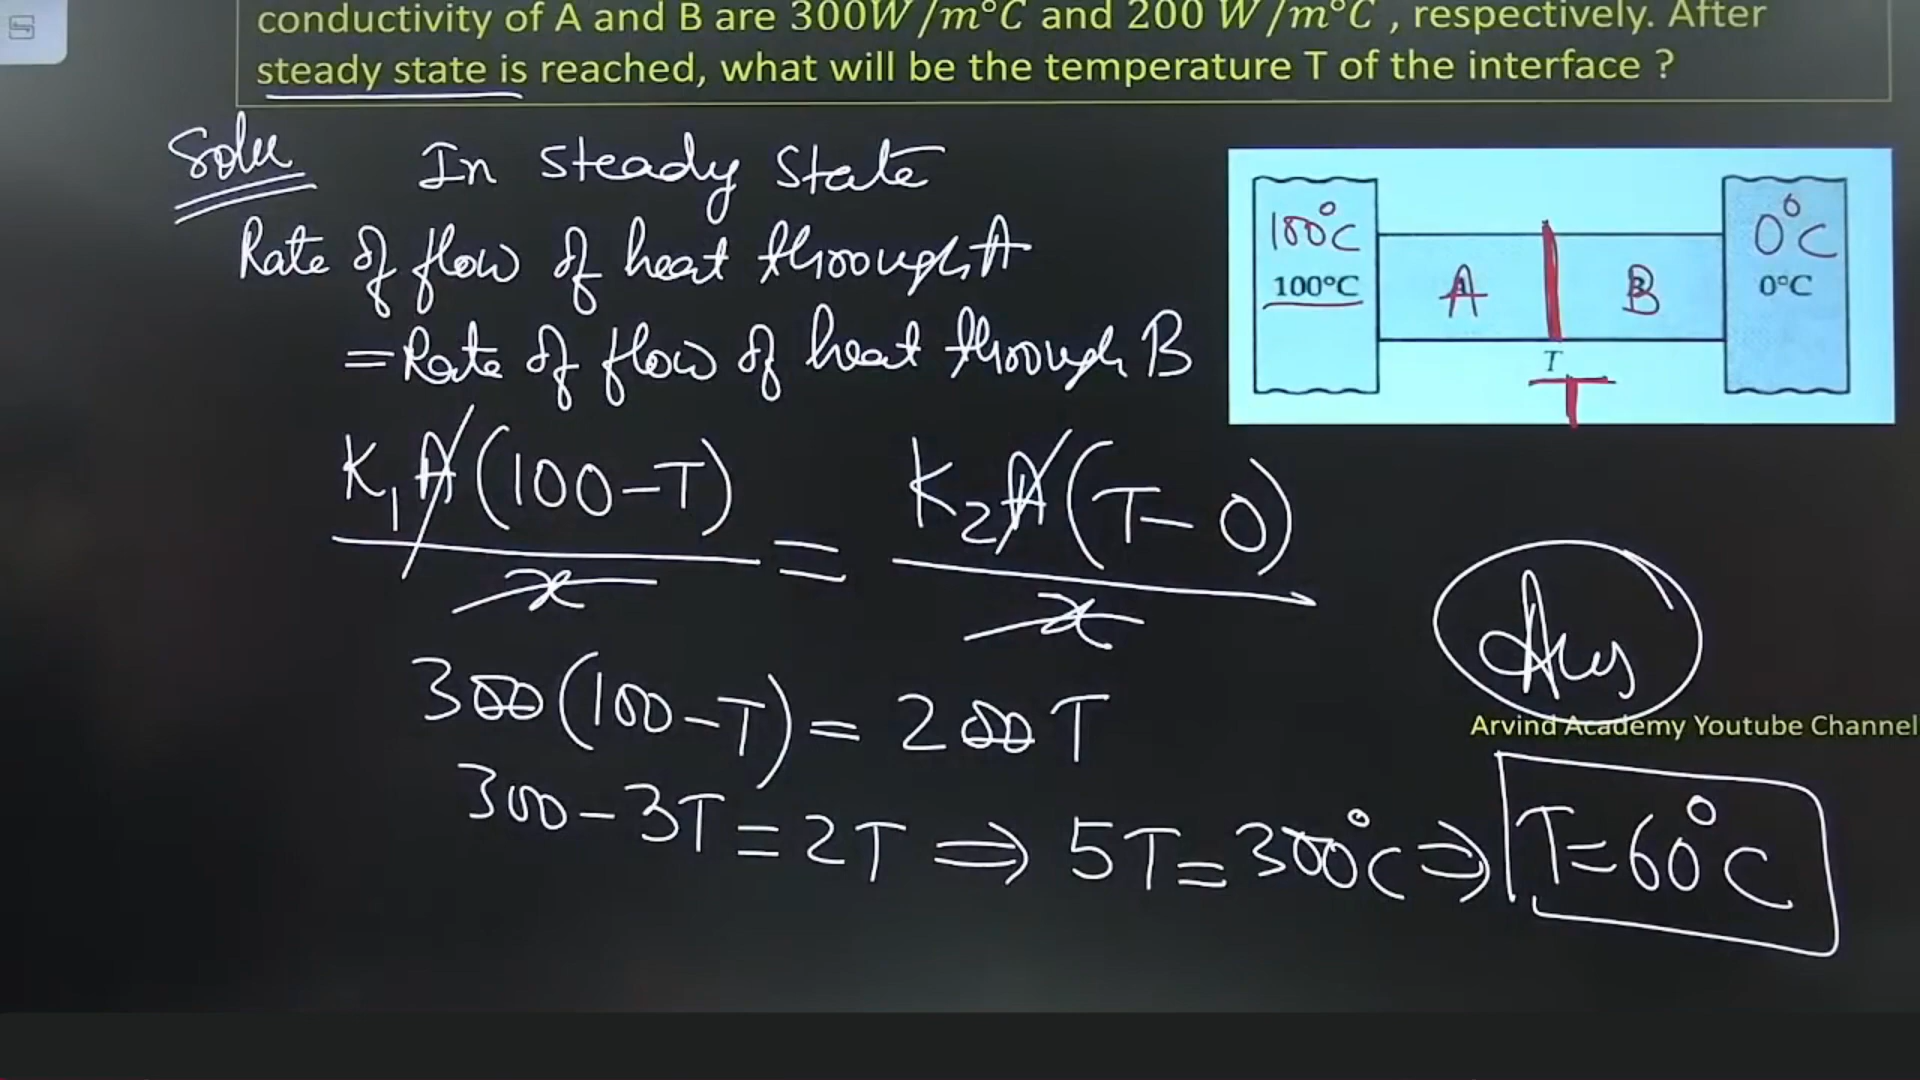 conductivity of A and B are 300W/m°C and 200 W/m°C , respectively. After
steady state is reached, what will be the temperature T of the interface ?
Solu In steady state
Rate of flow of heat through A
= Rate of flow of heat through B
100°C
100°C
A
B
0°C
0°C
T
T
K₁A(100-T)/x = K₂A(T-0)/x
300(100-T) = 200T
300-3T=2T ⇒ 5T=300°C ⇒ T=60°C
Ans
Arvind Academy Youtube Channel